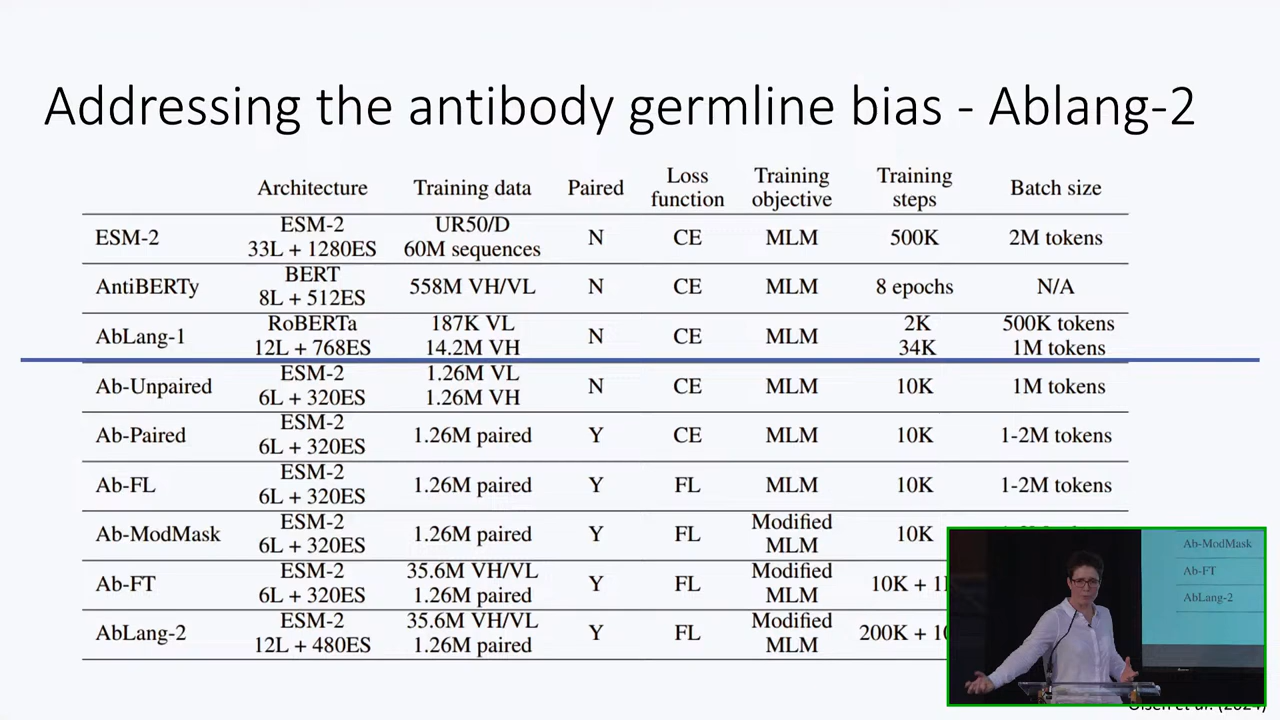 Addressing the antibody germline bias - Ablang-2
Architecture Training data Paired Loss function Training objective Training steps Batch size
ESM-2 ESM-2 33L + 1280ES UR50/D 60M sequences N CE MLM 500K 2M tokens
AntiBERTy BERT 8L + 512ES 558M VH/VL N CE MLM 8 epochs N/A
AbLang-1 RoBERTa 12L + 768ES 187K VL 14.2M VH N CE MLM 2K 34K 500K tokens 1M tokens
Ab-Unpaired ESM-2 6L + 320ES 1.26M VL 1.26M VH N CE MLM 10K 1M tokens
Ab-Paired ESM-2 6L + 320ES 1.26M paired Y CE MLM 10K 1-2M tokens
Ab-FL ESM-2 6L + 320ES 1.26M paired Y FL MLM 10K 1-2M tokens
Ab-ModMask ESM-2 6L + 320ES 1.26M paired Y FL Modified MLM 10K
Ab-FT ESM-2 6L + 320ES 35.6M VH/VL 1.26M paired Y FL Modified MLM 10K +
AbLang-2 ESM-2 12L + 480ES 35.6M VH/VL 1.26M paired Y FL Modified MLM 200K +
Ab-ModMask
Ab-FT
AbLang-2